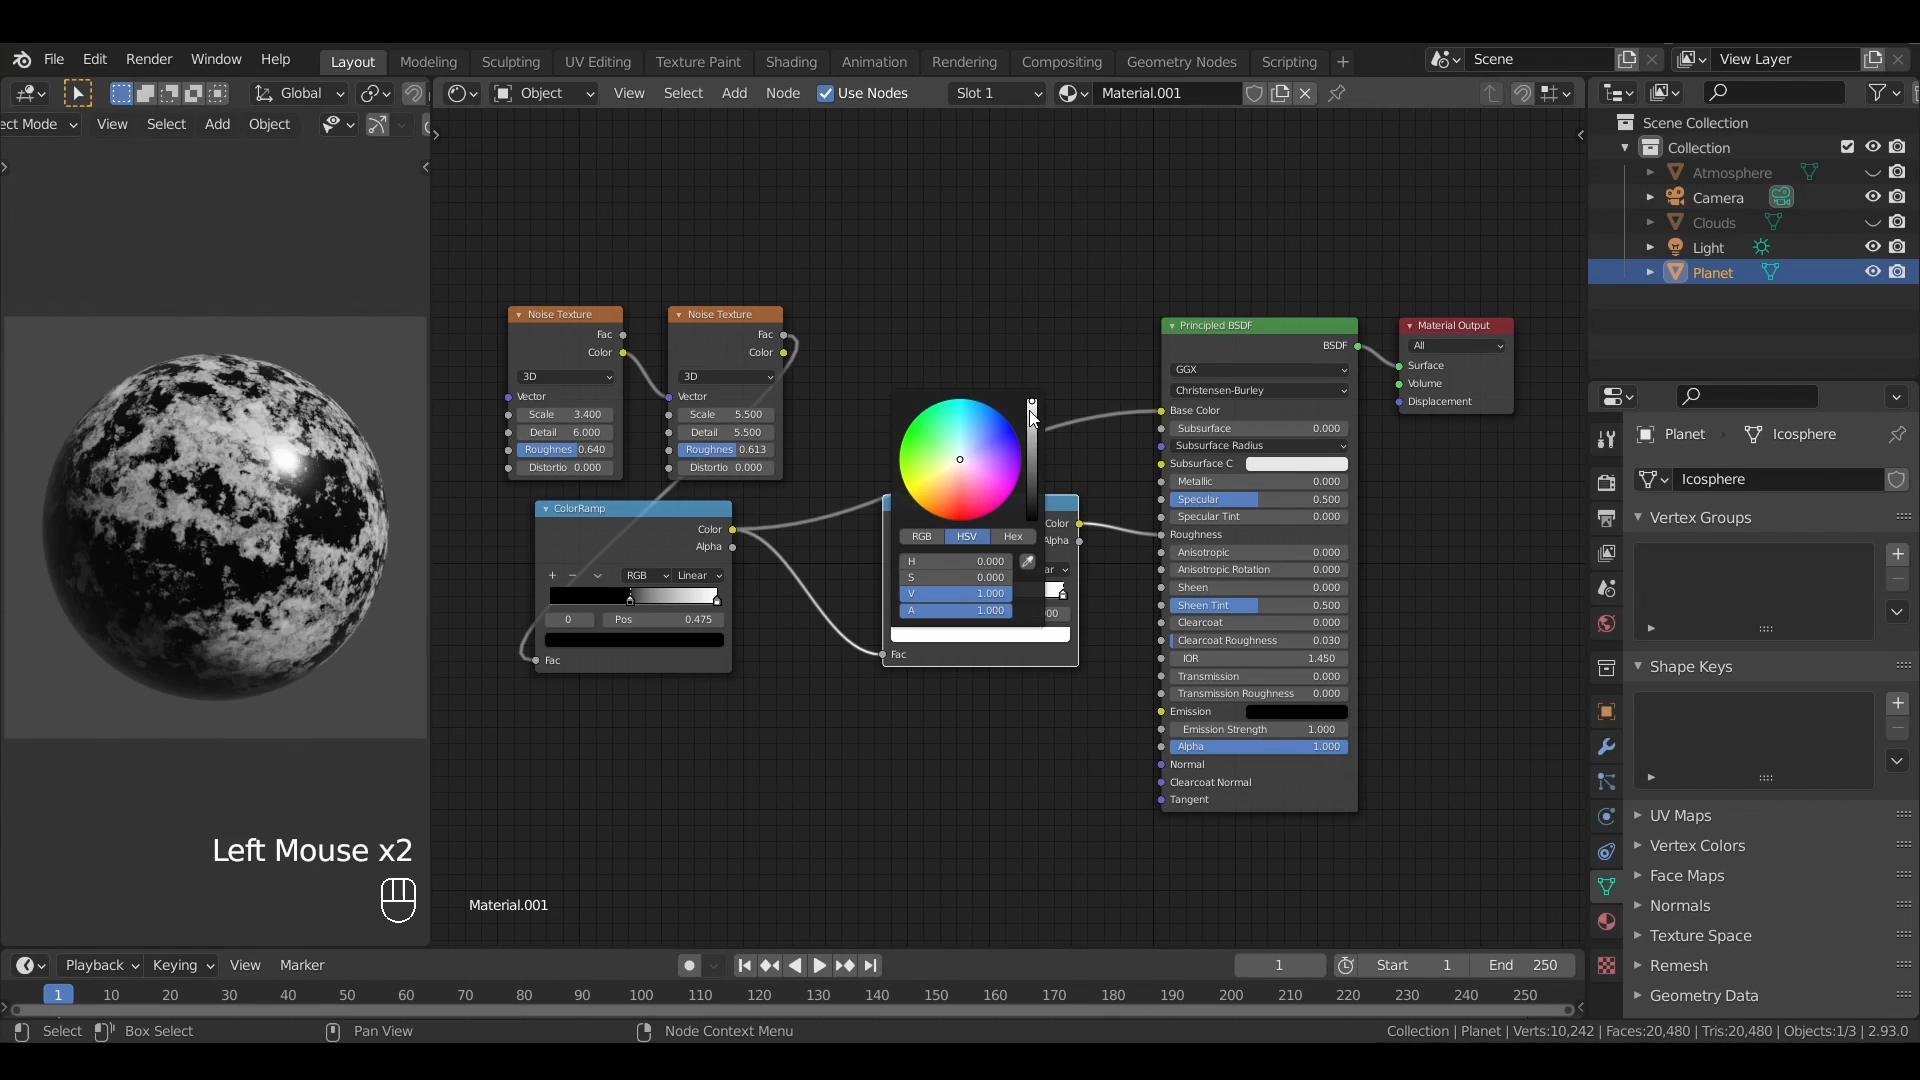 File Edit Render Window Help
Layout Modeling Sculpting UV Editing Texture Paint Shading Animation Rendering Compositing Geometry Nodes Scripting +
Scene
View Layer
Global
Object View Select Add Node Use Nodes Slot 1 Material.001
ect Mode View Select Add Object
Scene Collection
Collection
Atmosphere
Camera
Clouds
Light
Planet
Noise Texture
Fac
Color
3D
Vector
Scale 3.400
Detail 6.000
Roughnes 0.640
Distortio 0.000
Noise Texture
Fac
Color
3D
Vector
Scale 5.500
Detail 5.500
Roughnes 0.613
Distortio 0.000
ColorRamp
Color
Alpha
RGB Linear
0 Pos 0.475
Fac
RGB HSV Hex
H 0.000
S 0.000
V 1.000
A 1.000
Color
Alpha
ar
00
Fac
Principled BSDF
BSDF
GGX
Christensen-Burley
Base Color
Subsurface 0.000
Subsurface Radius
Subsurface C
Metallic 0.000
Specular 0.500
Specular Tint 0.000
Roughness
Anisotropic 0.000
Anisotropic Rotation 0.000
Sheen 0.000
Sheen Tint 0.500
Clearcoat 0.000
Clearcoat Roughness 0.030
IOR 1.450
Transmission 0.000
Transmission Roughness 0.000
Emission
Emission Strength 1.000
Alpha 1.000
Normal
Clearcoat Normal
Tangent
Material Output
All
Surface
Volume
Displacement
Planet Icosphere
Icosphere
Vertex Groups
Shape Keys
UV Maps
Vertex Colors
Face Maps
Normals
Texture Space
Remesh
Geometry Data
Left Mouse x2
Material.001
Playback Keying View Marker
1 Start 1 End 250
1 10 20 30 40 50 60 70 80 90 100 110 120 130 140 150 160 170 180 190 200 210 220 230 240 250
Select Box Select Pan View Node Context Menu
Collection | Planet | Verts:10,242 | Faces:20,480 | Tris:20,480 | Objects:1/3 | 2.93.0